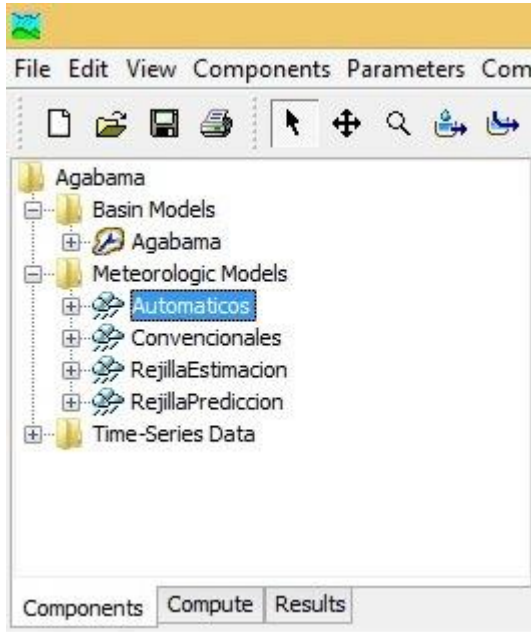 File Edit View Components Parameters Com
Agabama
Basin Models
Agabama
Meteorologic Models
Automaticos
Convencionales
RejillaEstimacion
RejillaPrediccion
Time-Series Data
Components Compute Results